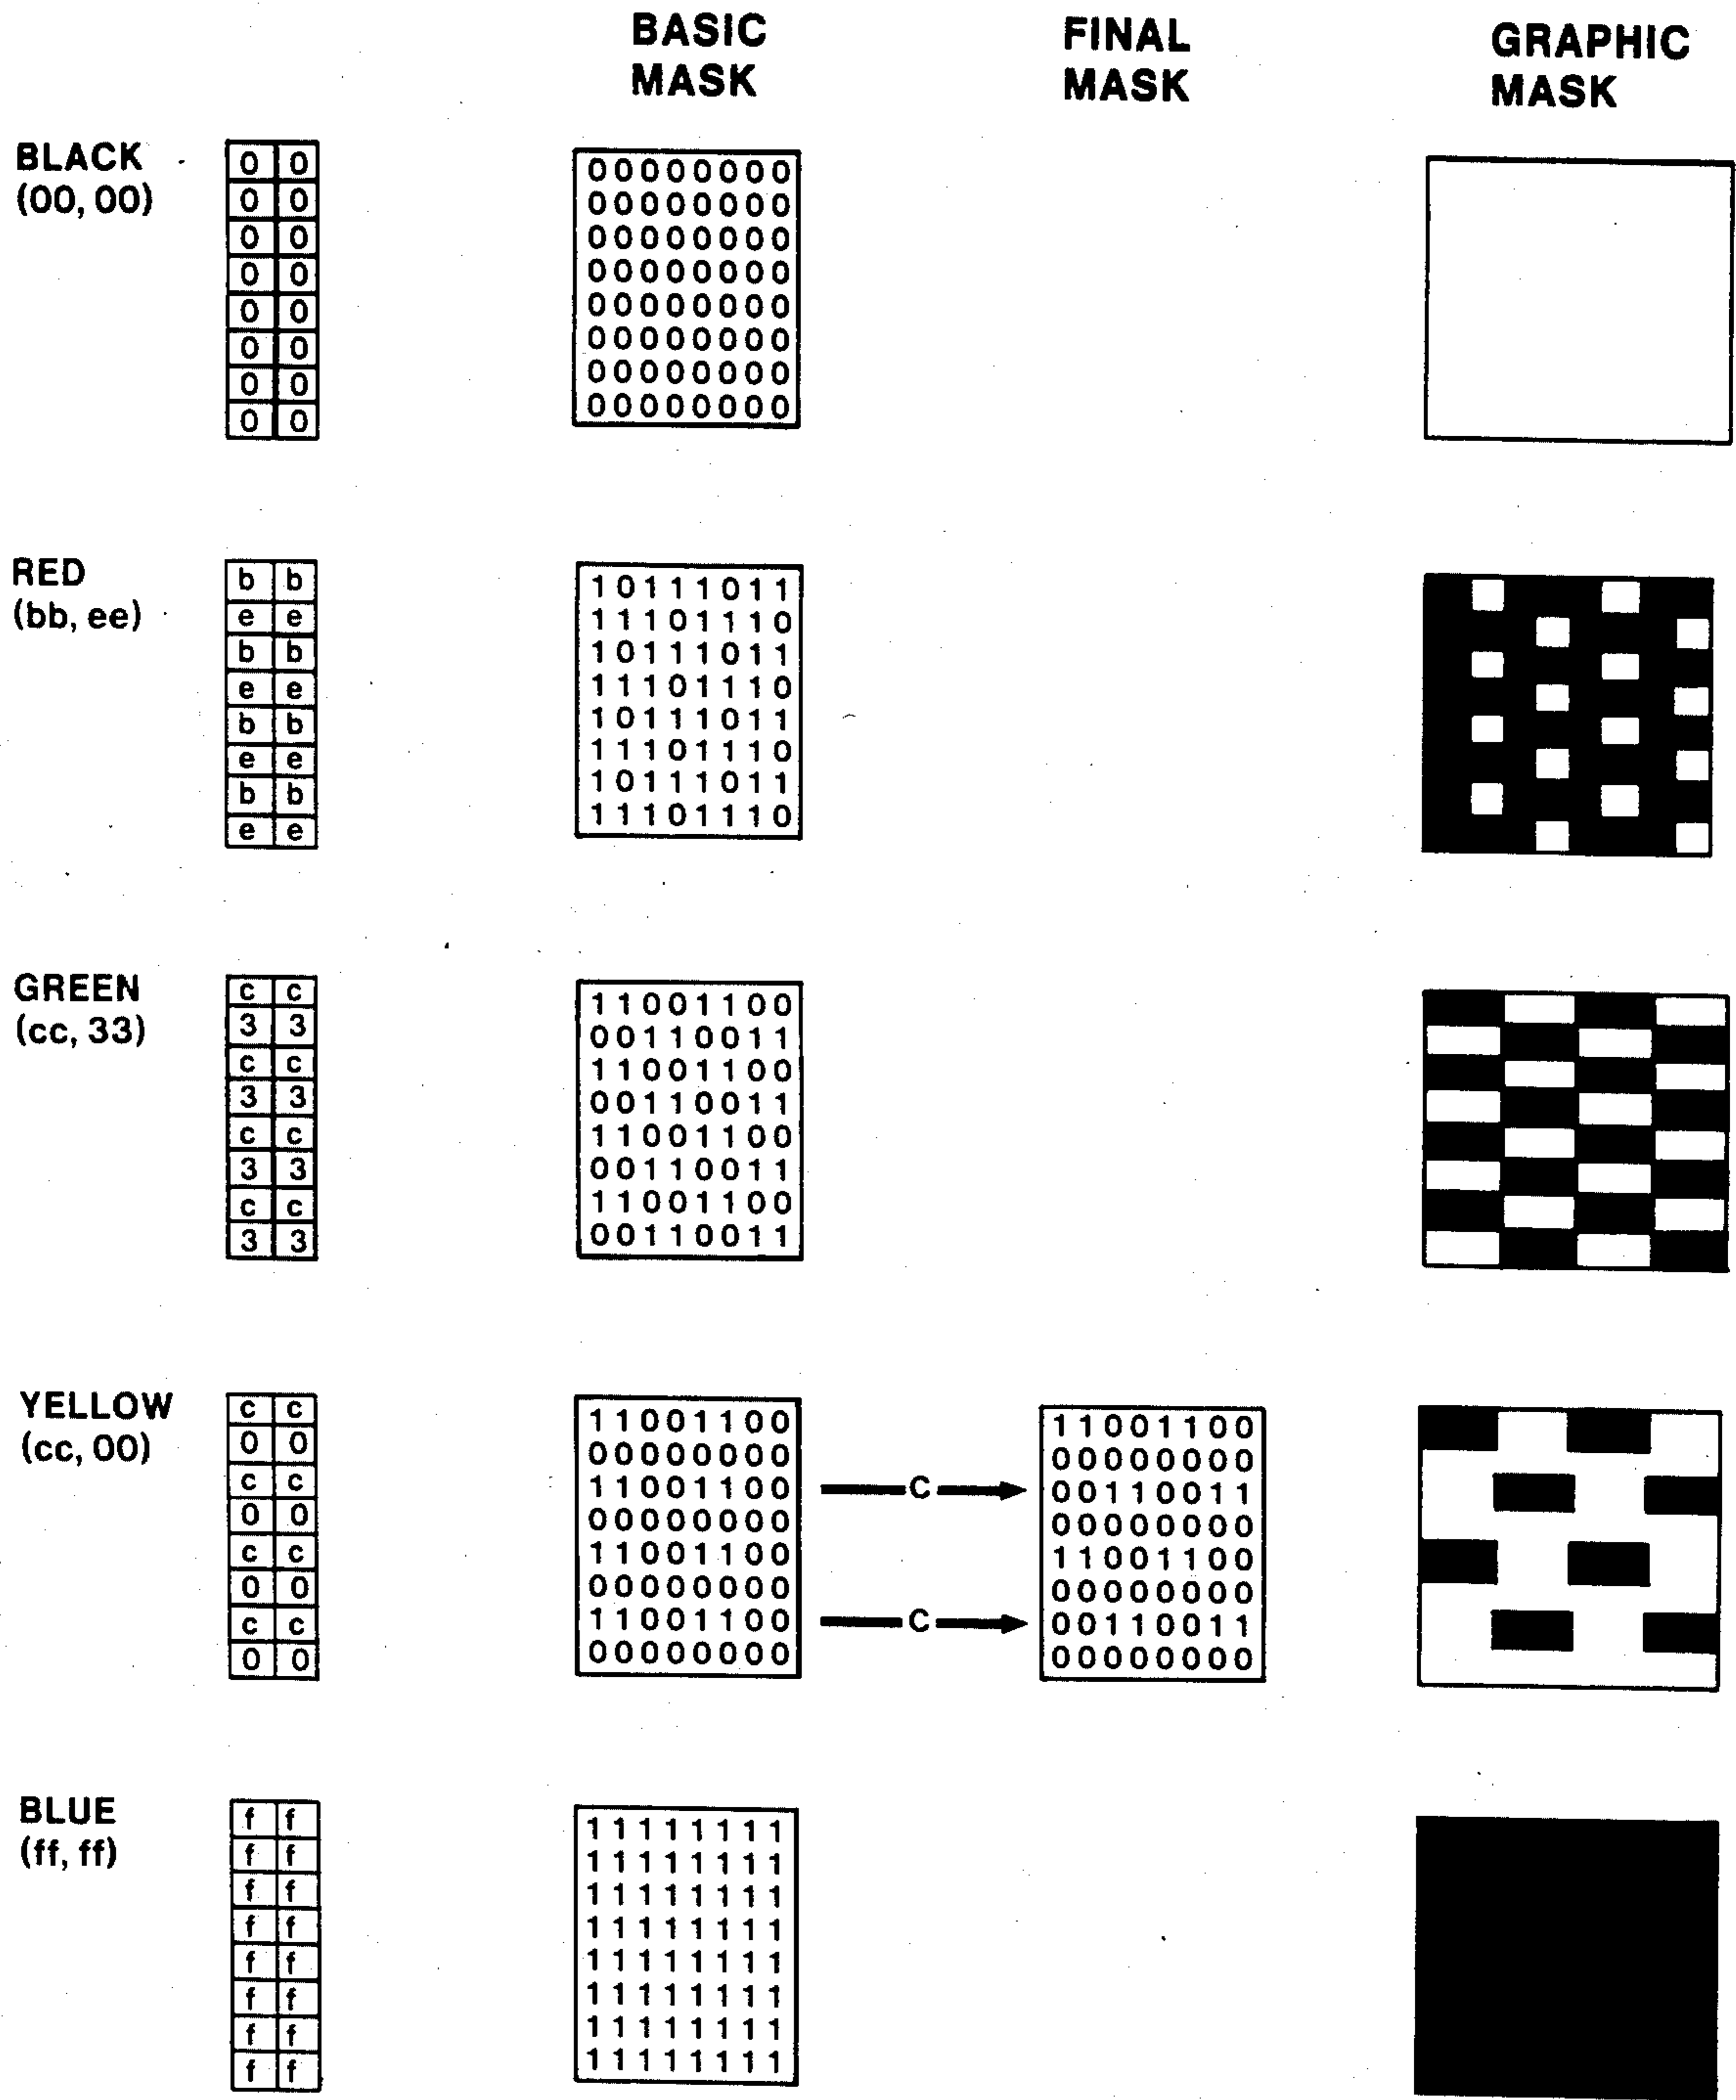 BASIC MASK
FINAL MASK
GRAPHIC MASK
BLACK
(00, 00)
0 0
0 0
0 0
0 0
0 0
0 0
0 0
0 0
00000000
00000000
00000000
00000000
00000000
00000000
00000000
00000000
RED
(bb, ee)
b b
e e
b b
e e
b b
e e
b b
e e
10111011
11101110
10111011
11101110
10111011
11101110
10111011
11101110
GREEN
(cc, 33)
c c
3 3
c c
3 3
c c
3 3
c c
3 3
11001100
00110011
11001100
00110011
11001100
00110011
11001100
00110011
YELLOW
(cc, 00)
c c
0 0
c c
0 0
c c
0 0
c c
0 0
11001100
00000000
11001100
00000000
11001100
00000000
11001100
00000000
C
C
11001100
00000000
00110011
00000000
11001100
00000000
00110011
00000000
BLUE
(ff, ff)
f f
f f
f f
f f
f f
f f
f f
f f
11111111
11111111
11111111
11111111
11111111
11111111
11111111
11111111